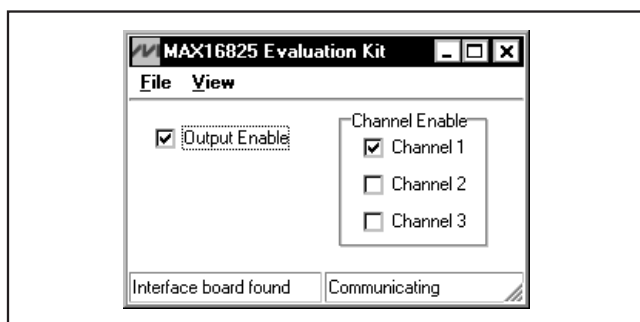 MAX16825 Evaluation Kit
File View
Output Enable
Channel Enable
Channel 1
Channel 2
Channel 3
Interface board found
Communicating